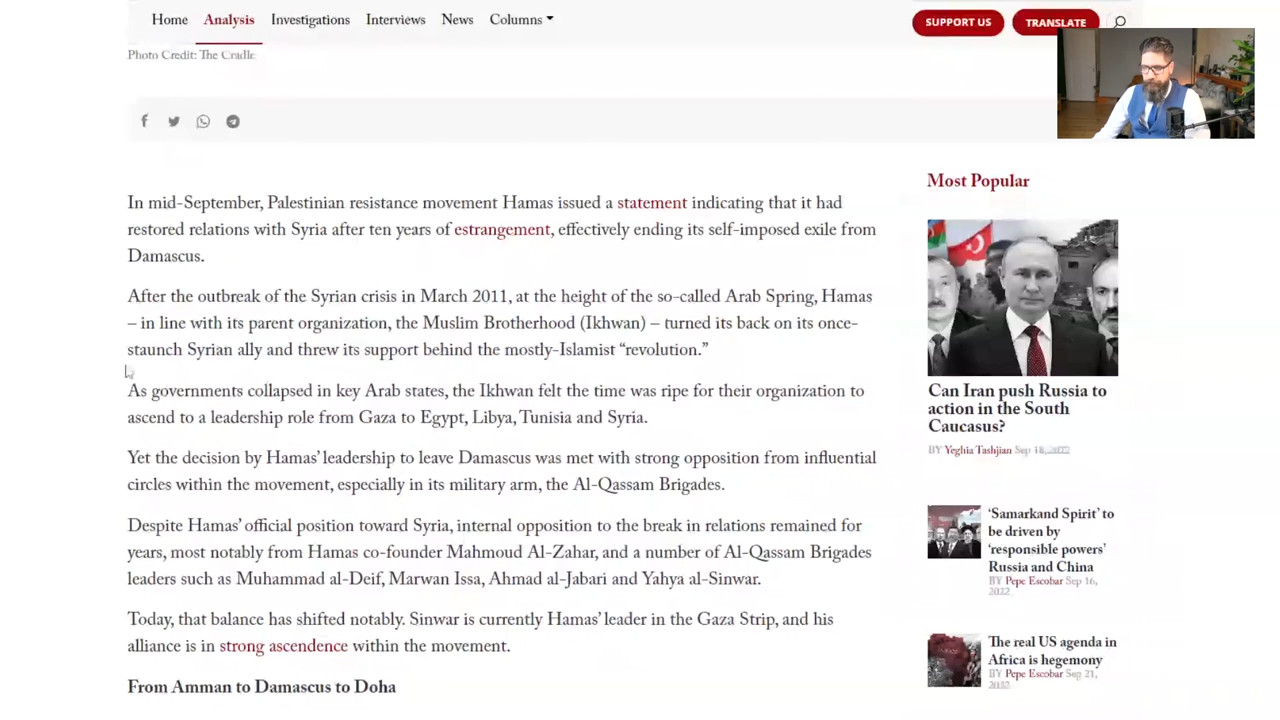 Home Analysis Investigations Interviews News Columns SUPPORT US TRANSLATE
Photo Credit: The Cradle
In mid-September, Palestinian resistance movement Hamas issued a statement indicating that it had
restored relations with Syria after ten years of estrangement, effectively ending its self-imposed exile from
Damascus.
After the outbreak of the Syrian crisis in March 2011, at the height of the so-called Arab Spring, Hamas
– in line with its parent organization, the Muslim Brotherhood (Ikhwan) – turned its back on its once-
staunch Syrian ally and threw its support behind the mostly-Islamist “revolution.”
As governments collapsed in key Arab states, the Ikhwan felt the time was ripe for their organization to
ascend to a leadership role from Gaza to Egypt, Libya, Tunisia and Syria.
Yet the decision by Hamas’ leadership to leave Damascus was met with strong opposition from influential
circles within the movement, especially in its military arm, the Al-Qassam Brigades.
Despite Hamas’ official position toward Syria, internal opposition to the break in relations remained for
years, most notably from Hamas co-founder Mahmoud Al-Zahar, and a number of Al-Qassam Brigades
leaders such as Muhammad al-Deif, Marwan Issa, Ahmad al-Jabari and Yahya al-Sinwar.
Today, that balance has shifted notably. Sinwar is currently Hamas’ leader in the Gaza Strip, and his
alliance is in strong ascendence within the movement.
From Amman to Damascus to Doha
Most Popular
Can Iran push Russia to
action in the South
Caucasus?
BY Yeghia Tashjian Sep 18, 2022
‘Samarkand Spirit’ to
be driven by
‘responsible powers’
Russia and China
BY Pepe Escobar Sep 16,
2022
The real US agenda in
Africa is hegemony
BY Pepe Escobar Sep 21,
2022